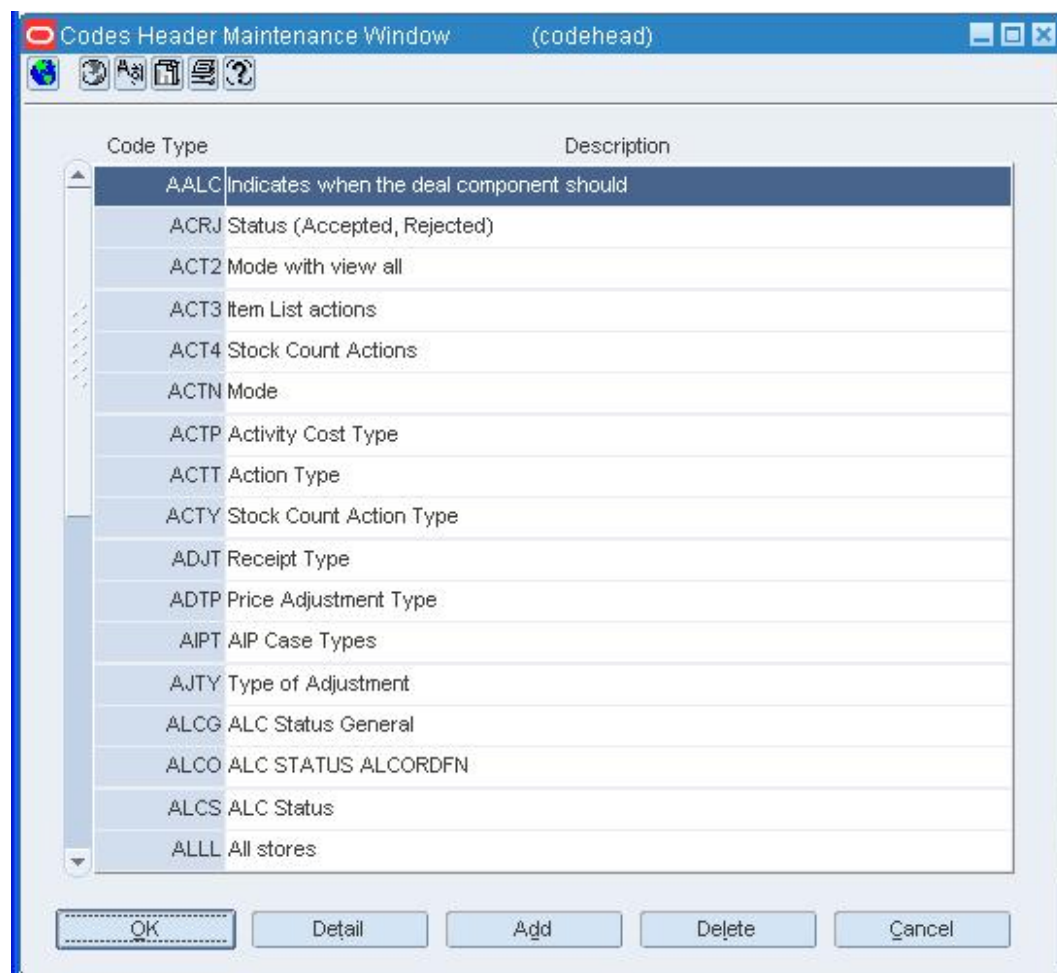 Codes Header Maintenance Window (codehead)
Code Type Description
AALC Indicates when the deal component should
ACRJ Status (Accepted, Rejected)
ACT2 Mode with view all
ACT3 Item List actions
ACT4 Stock Count Actions
ACTN Mode
ACTP Activity Cost Type
ACTT Action Type
ACTY Stock Count Action Type
ADJT Receipt Type
ADTP Price Adjustment Type
AIPT AIP Case Types
AJTY Type of Adjustment
ALCG ALC Status General
ALCO ALC STATUS ALCORDFN
ALCS ALC Status
ALLL All stores
OK Detail Add Delete Cancel